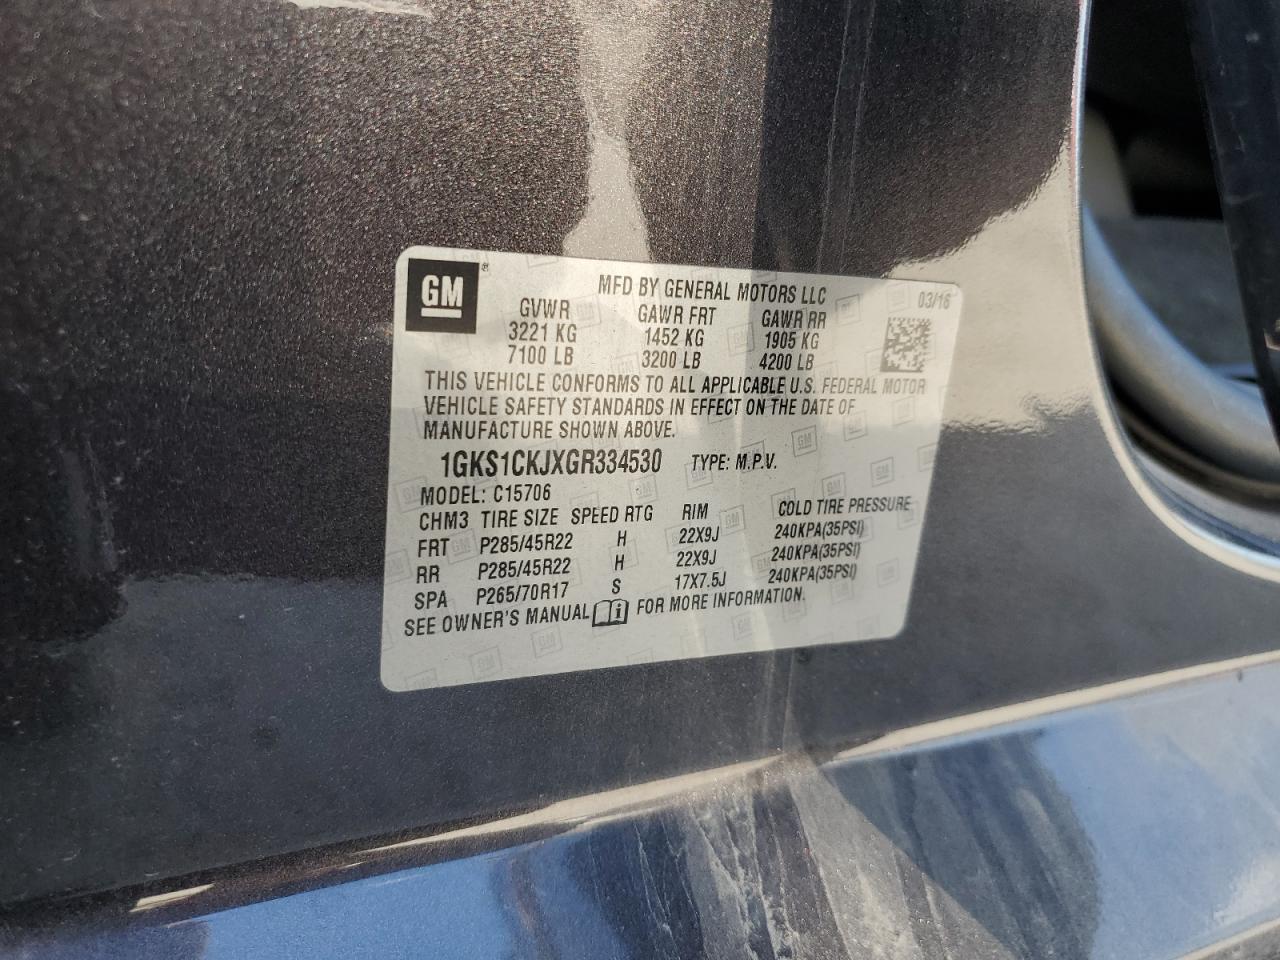 GM®
MFD BY GENERAL MOTORS LLC 03/16
GVWR GAWR FRT GAWR RR
3221 KG 1452 KG 1905 KG
7100 LB 3200 LB 4200 LB
THIS VEHICLE CONFORMS TO ALL APPLICABLE U.S. FEDERAL MOTOR
VEHICLE SAFETY STANDARDS IN EFFECT ON THE DATE OF
MANUFACTURE SHOWN ABOVE.
1GKS1CKJXGR334530 TYPE: M.P.V.
MODEL: C15706
CHM3 TIRE SIZE SPEED RTG RIM COLD TIRE PRESSURE
FRT P285/45R22 H 22X9J 240KPA(35PSI)
RR P285/45R22 H 22X9J 240KPA(35PSI)
SPA P265/70R17 S 17X7.5J 240KPA(35PSI)
SEE OWNER'S MANUAL FOR MORE INFORMATION.